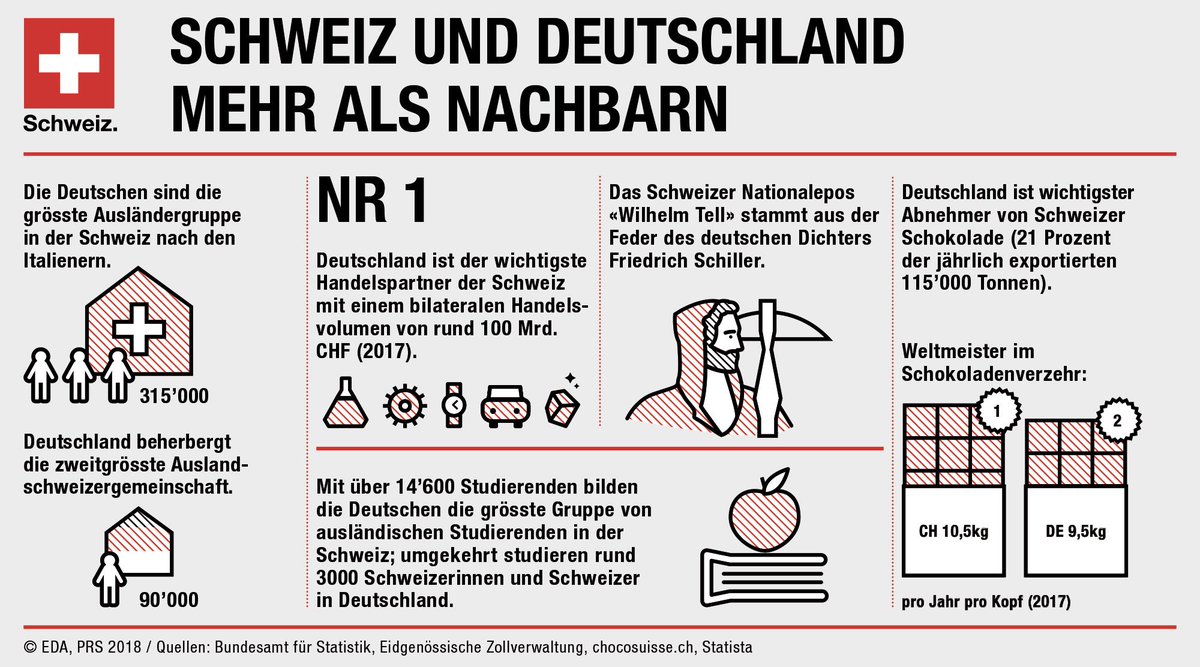 Schweiz.
SCHWEIZ UND DEUTSCHLAND
MEHR ALS NACHBARN
Die Deutschen sind die
grösste Ausländergruppe
in der Schweiz nach den
Italienern.
315’000
Deutschland beherbergt
die zweitgrösste Ausland-
schweizergemeinschaft.
90’000
NR 1
Deutschland ist der wichtigste
Handelspartner der Schweiz
mit einem bilateralen Handels-
volumen von rund 100 Mrd.
CHF (2017).
Das Schweizer Nationalepos
«Wilhelm Tell» stammt aus der
Feder des deutschen Dichters
Friedrich Schiller.
Mit über 14’600 Studierenden bilden
die Deutschen die grösste Gruppe von
ausländischen Studierenden in der
Schweiz; umgekehrt studieren rund
3000 Schweizerinnen und Schweizer
in Deutschland.
Deutschland ist wichtigster
Abnehmer von Schweizer
Schokolade (21 Prozent
der jährlich exportierten
115’000 Tonnen).
Weltmeister im
Schokoladenverzehr:
1
2
CH 10,5kg
DE 9,5kg
pro Jahr pro Kopf (2017)
© EDA, PRS 2018 / Quellen: Bundesamt für Statistik, Eidgenössische Zollverwaltung, chocosuisse.ch, Statista